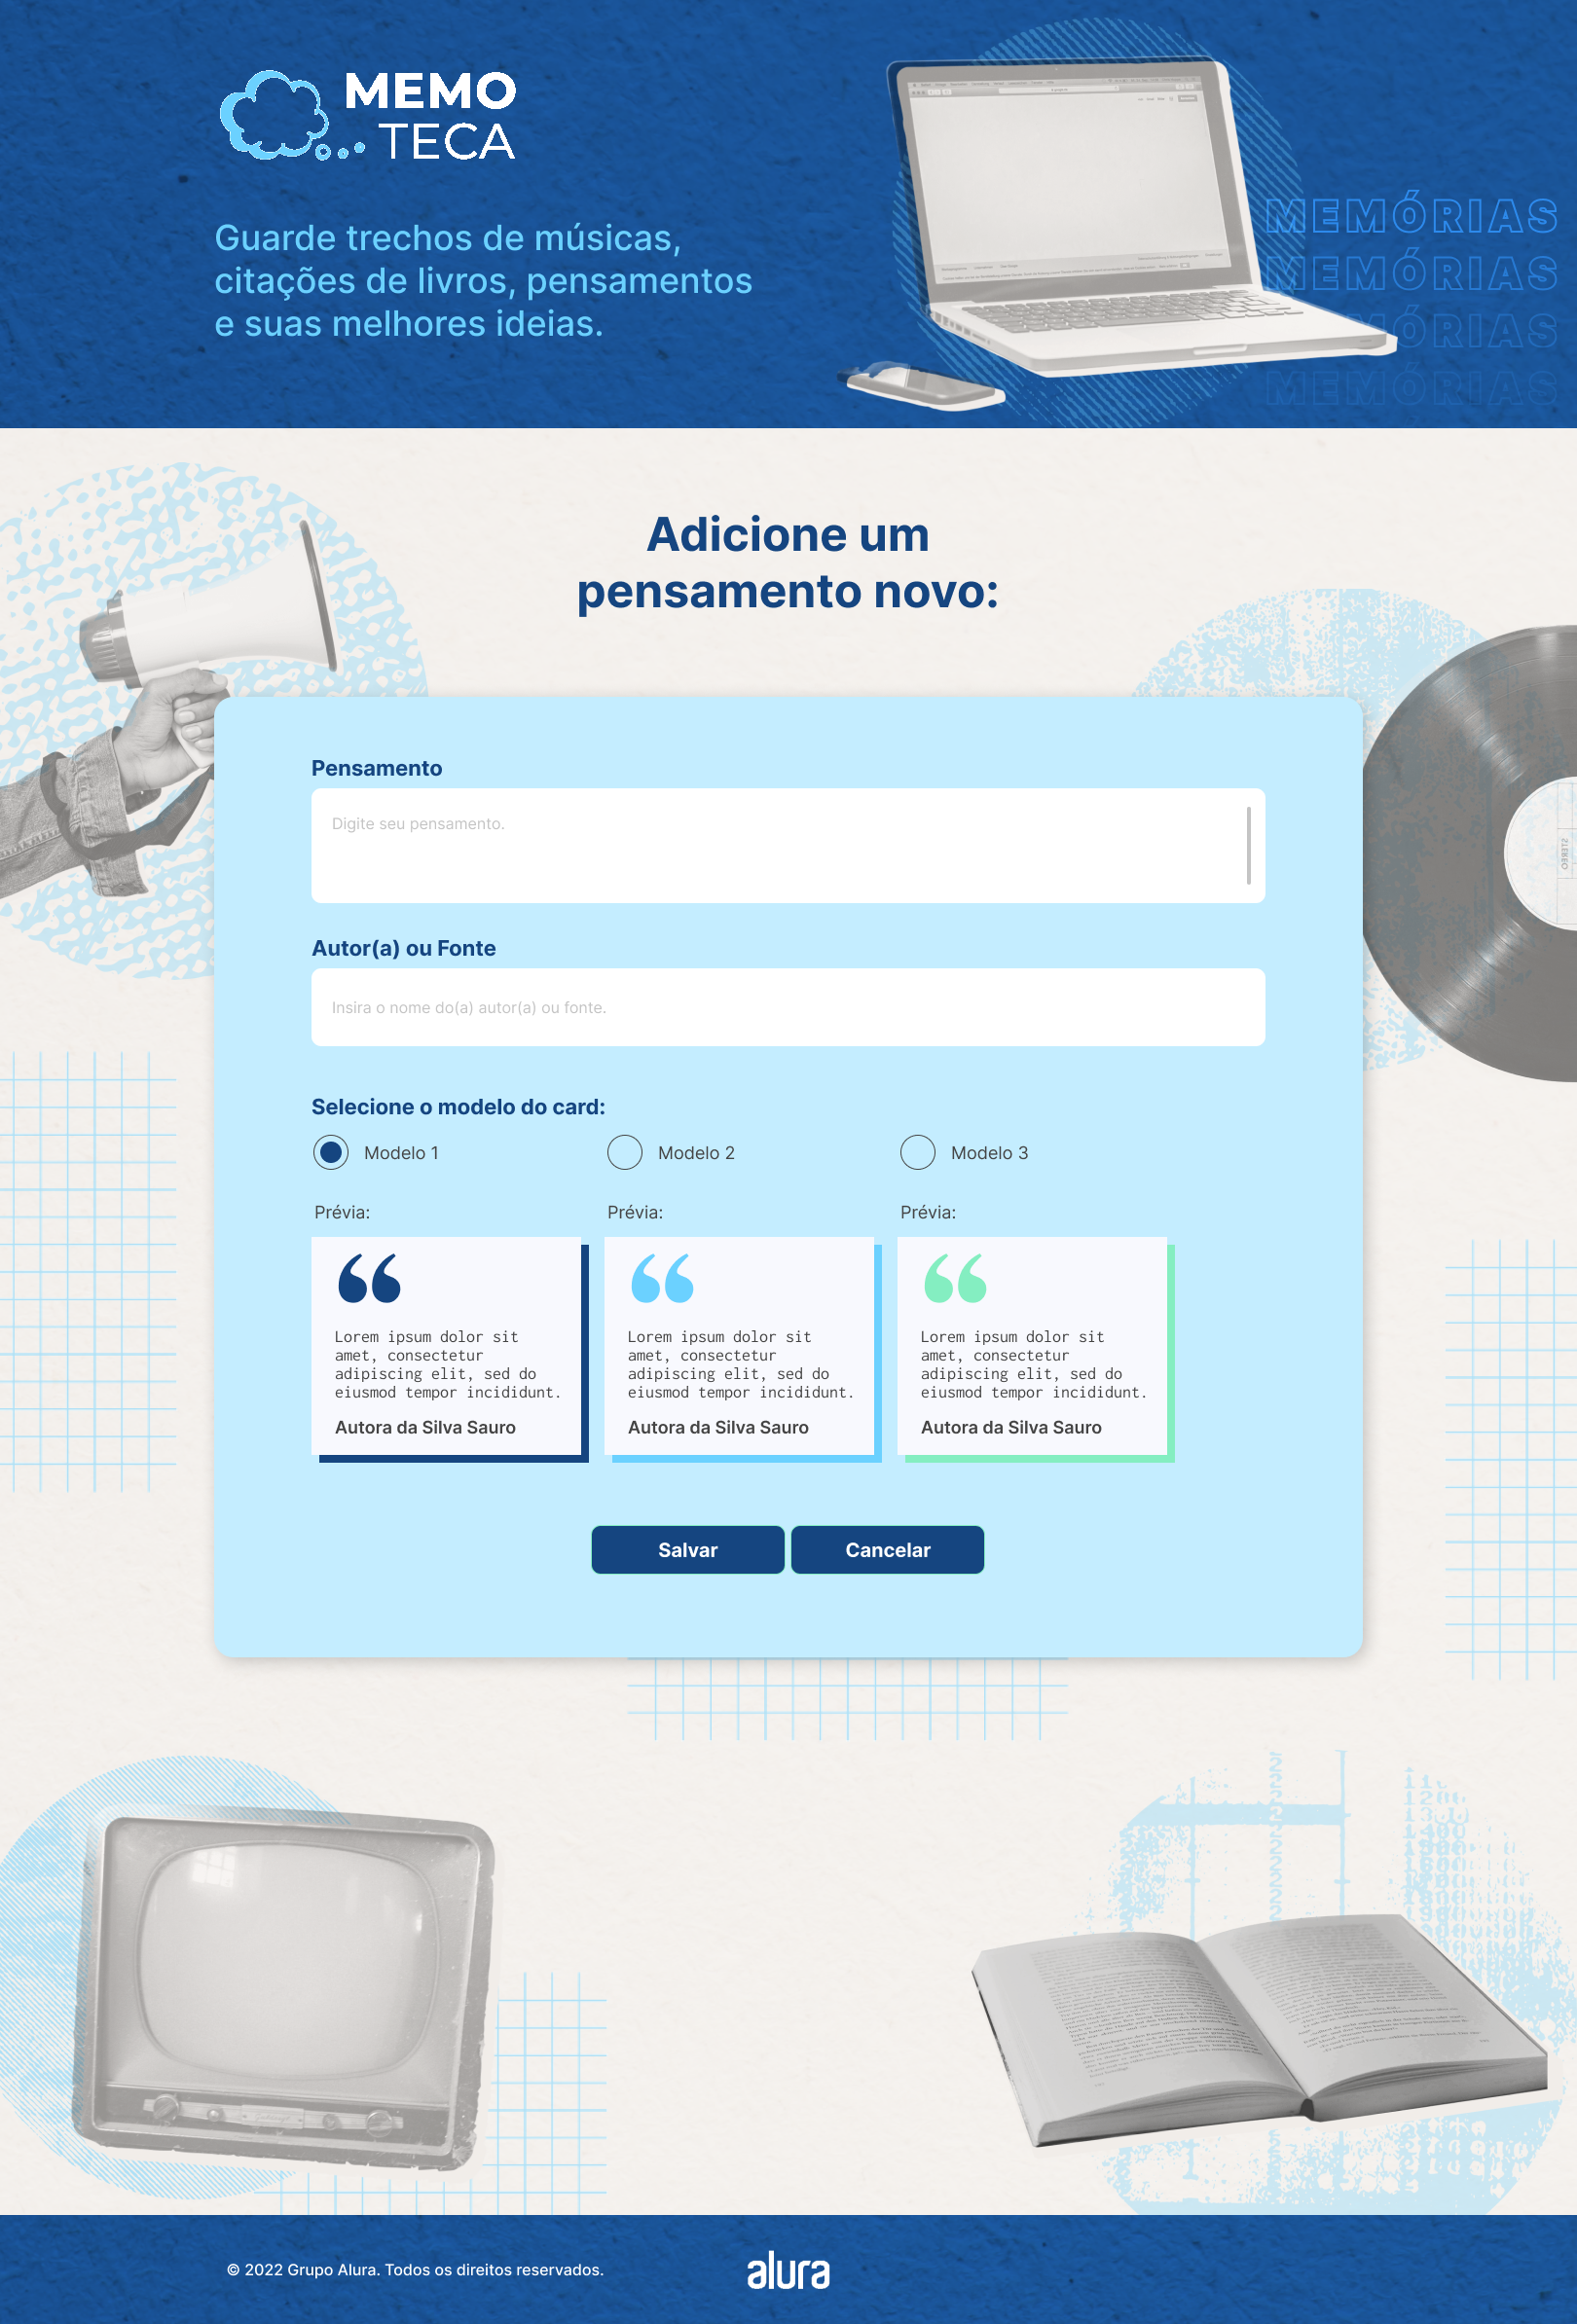 MEMO
TECA
Guarde trechos de músicas,
citações de livros, pensamentos
e suas melhores ideias.
MEMÓRIAS
MEMÓRIAS
MÓRIAS
MEMÓRIAS
Adicione um
pensamento novo:
Pensamento
Digite seu pensamento.
Autor(a) ou Fonte
Insira o nome do(a) autor(a) ou fonte.
Selecione o modelo do card:
Modelo 1
Modelo 2
Modelo 3
Prévia:
Prévia:
Prévia:
Lorem ipsum dolor sit
amet, consectetur
adipiscing elit, sed do
eiusmod tempor incididunt.
Autora da Silva Sauro
Lorem ipsum dolor sit
amet, consectetur
adipiscing elit, sed do
eiusmod tempor incididunt.
Autora da Silva Sauro
Lorem ipsum dolor sit
amet, consectetur
adipiscing elit, sed do
eiusmod tempor incididunt.
Autora da Silva Sauro
STEREO
Salvar
Cancelar
© 2022 Grupo Alura. Todos os direitos reservados.
alura